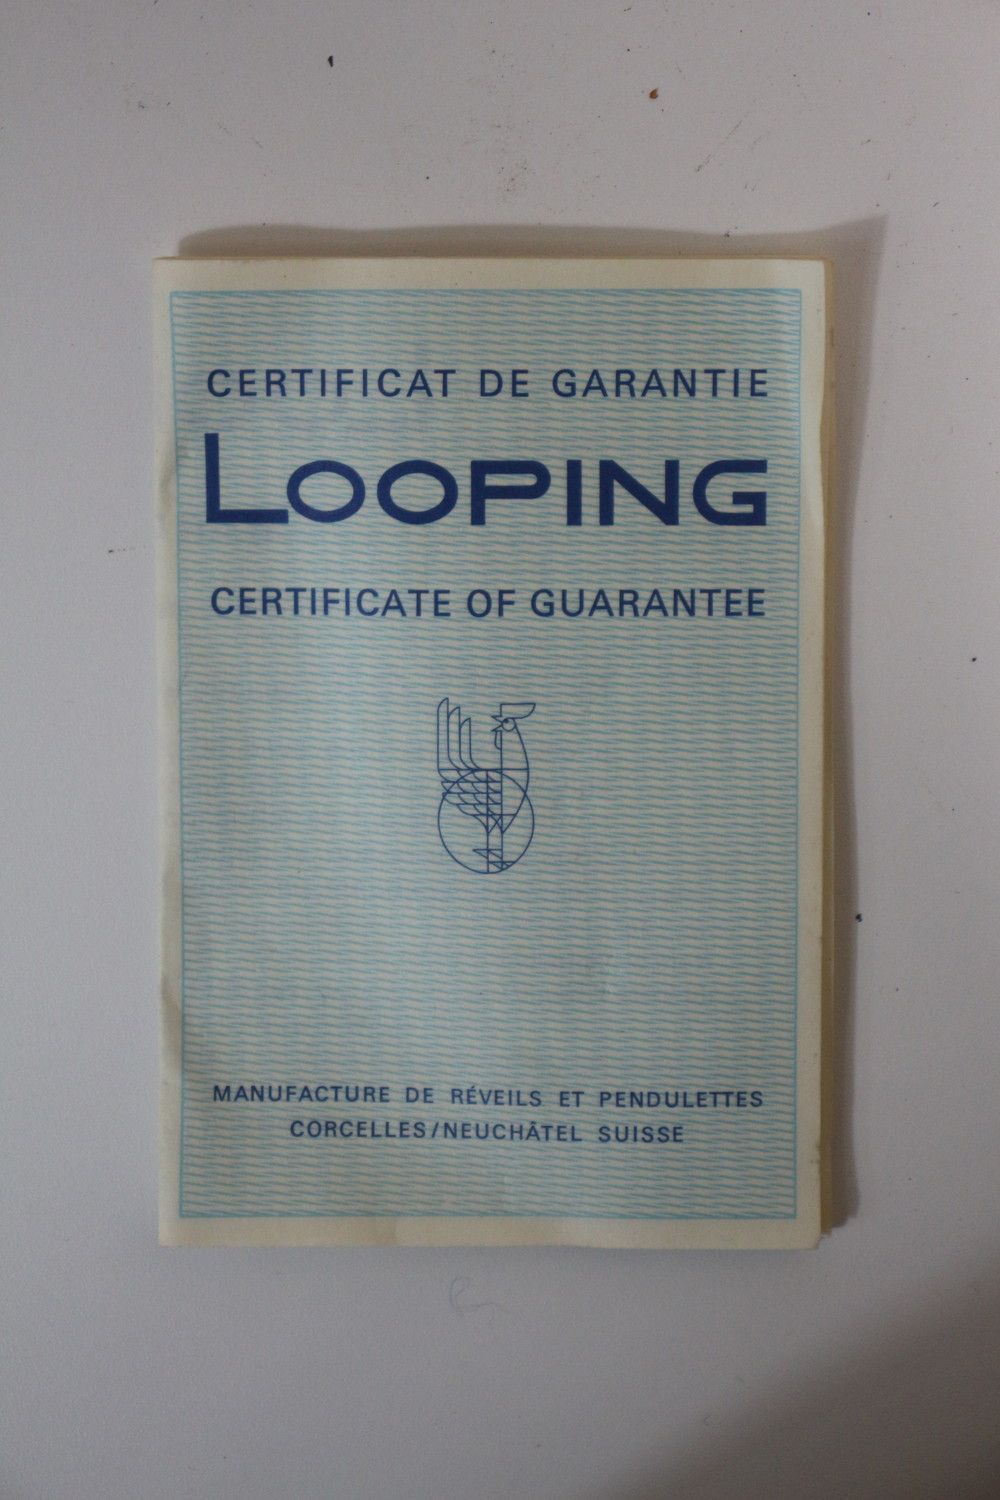 CERTIFICAT DE GARANTIE
LOOPING
CERTIFICATE OF GUARANTEE
MANUFACTURE DE RÉVEILS ET PENDULETTES
CORCELLES/NEUCHÂTEL SUISSE